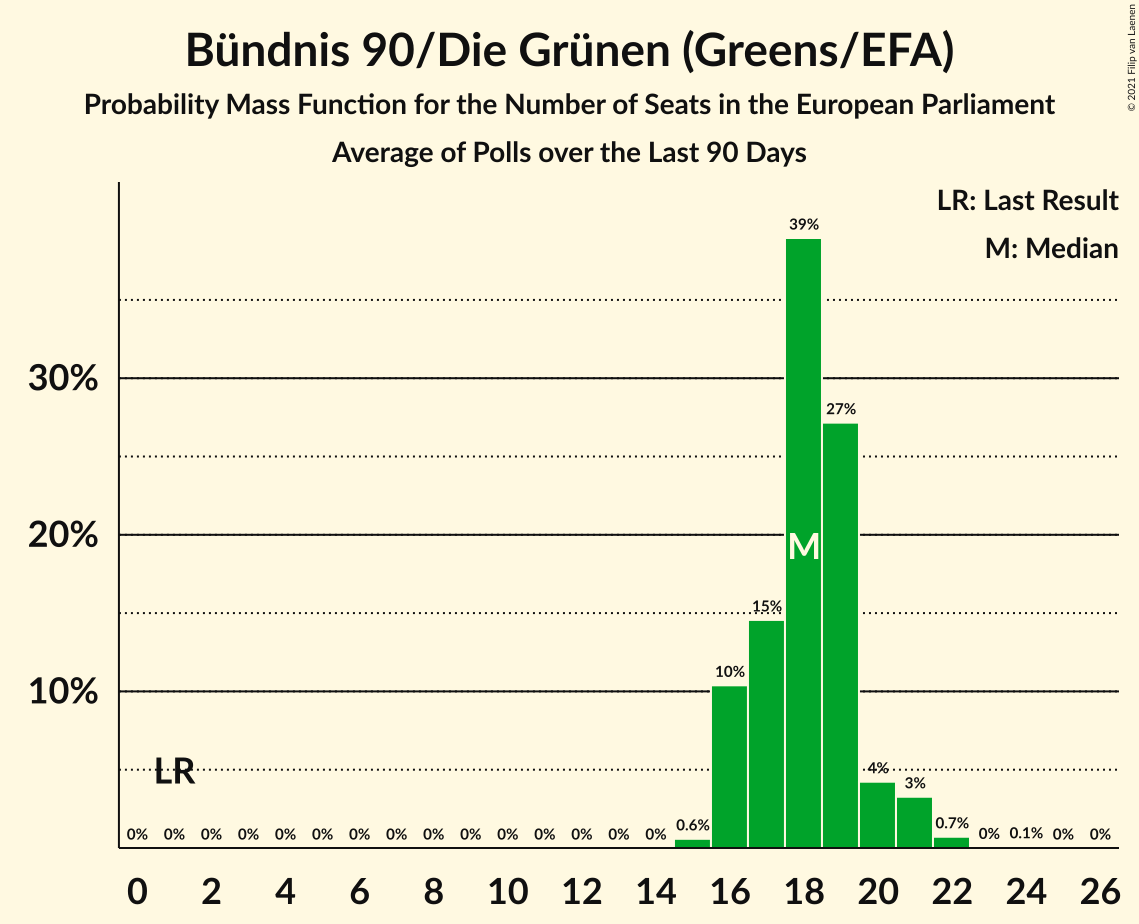 Bündnis 90/Die Grünen (Greens/EFA)
Probability Mass Function for the Number of Seats in the European Parliament
Average of Polls over the Last 90 Days
© 2021 Filip van Laenen
LR: Last Result
M: Median
39%
30%
27%
20%
M
15%
10%
10%
LR
4%
3%
0% 0% 0% 0% 0% 0% 0% 0% 0% 0% 0% 0% 0% 0% 0% 0.6% 0.7% 0% 0.1% 0% 0%
0 2 4 6 8 10 12 14 16 18 20 22 24 26